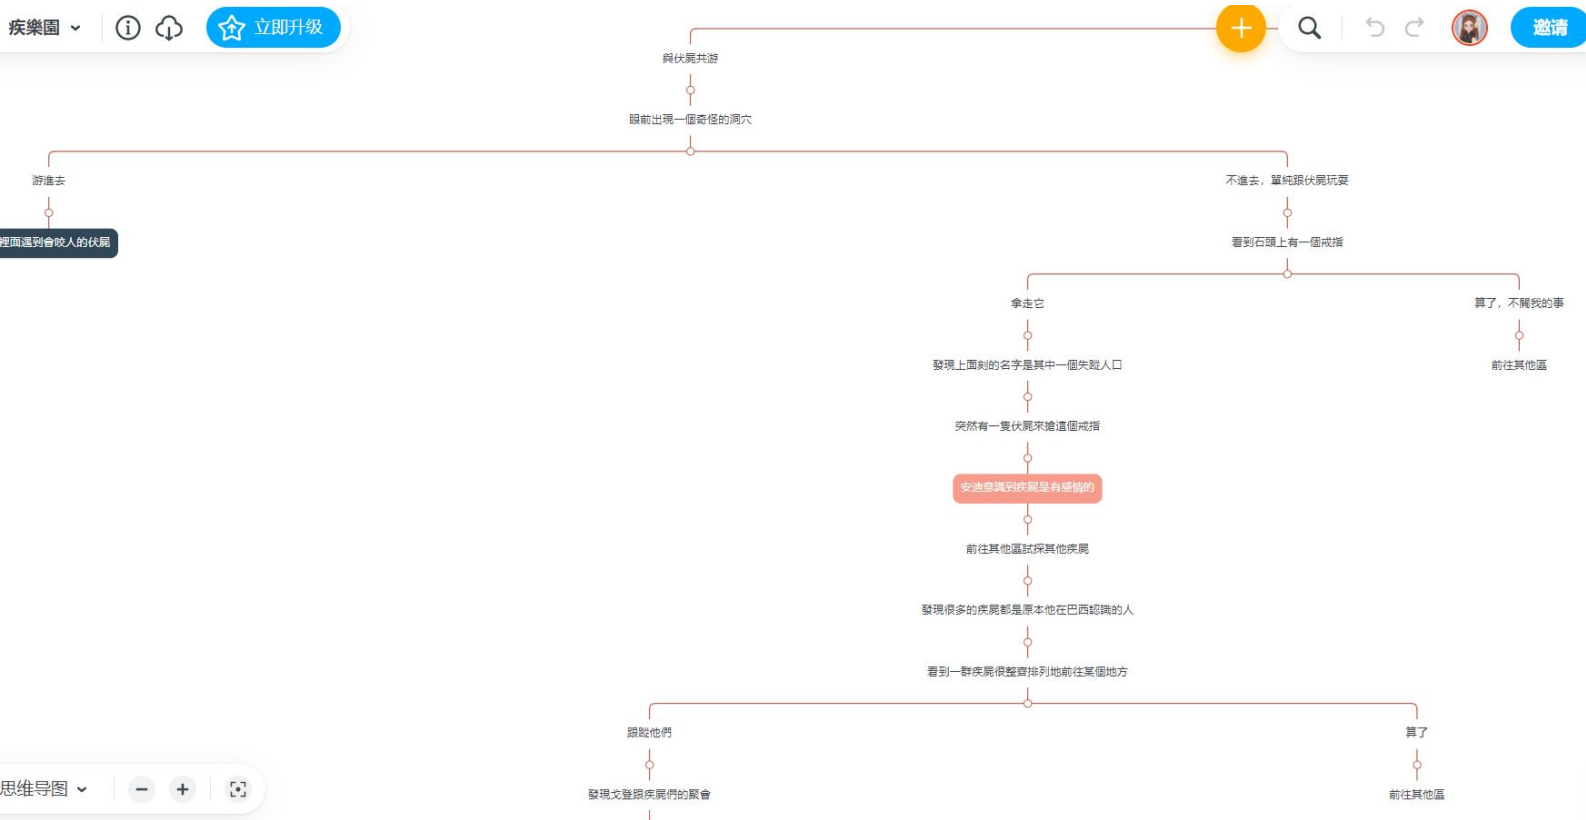 疾樂園
立即升级
邀请
與伏屍共游
眼前出現一個奇怪的洞穴
游進去
不進去，單純跟伏屍玩耍
裡面遇到會咬人的伏屍
看到石頭上有一個戒指
拿走它
算了，不關我的事
發現上面刻的名字是其中一個失蹤人口
前往其他區
突然有一隻伏屍來搶這個戒指
安迪意識到疾屍是有感情的
前往其他區試探其他疾屍
發現很多的疾屍都是原本他在巴西認識的人
看到一群疾屍很整齊排列地前往某個地方
跟蹤他們
算了
思维导图
發現戈登跟疾屍們的聚會
前往其他區